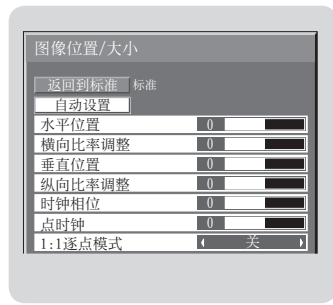 图像位置/大小
返回到标准 标准
自动设置
水平位置 0
横向比率调整 0
垂直位置 0
纵向比率调整 0
时钟相位 0
点时钟 0
1:1逐点模式 关